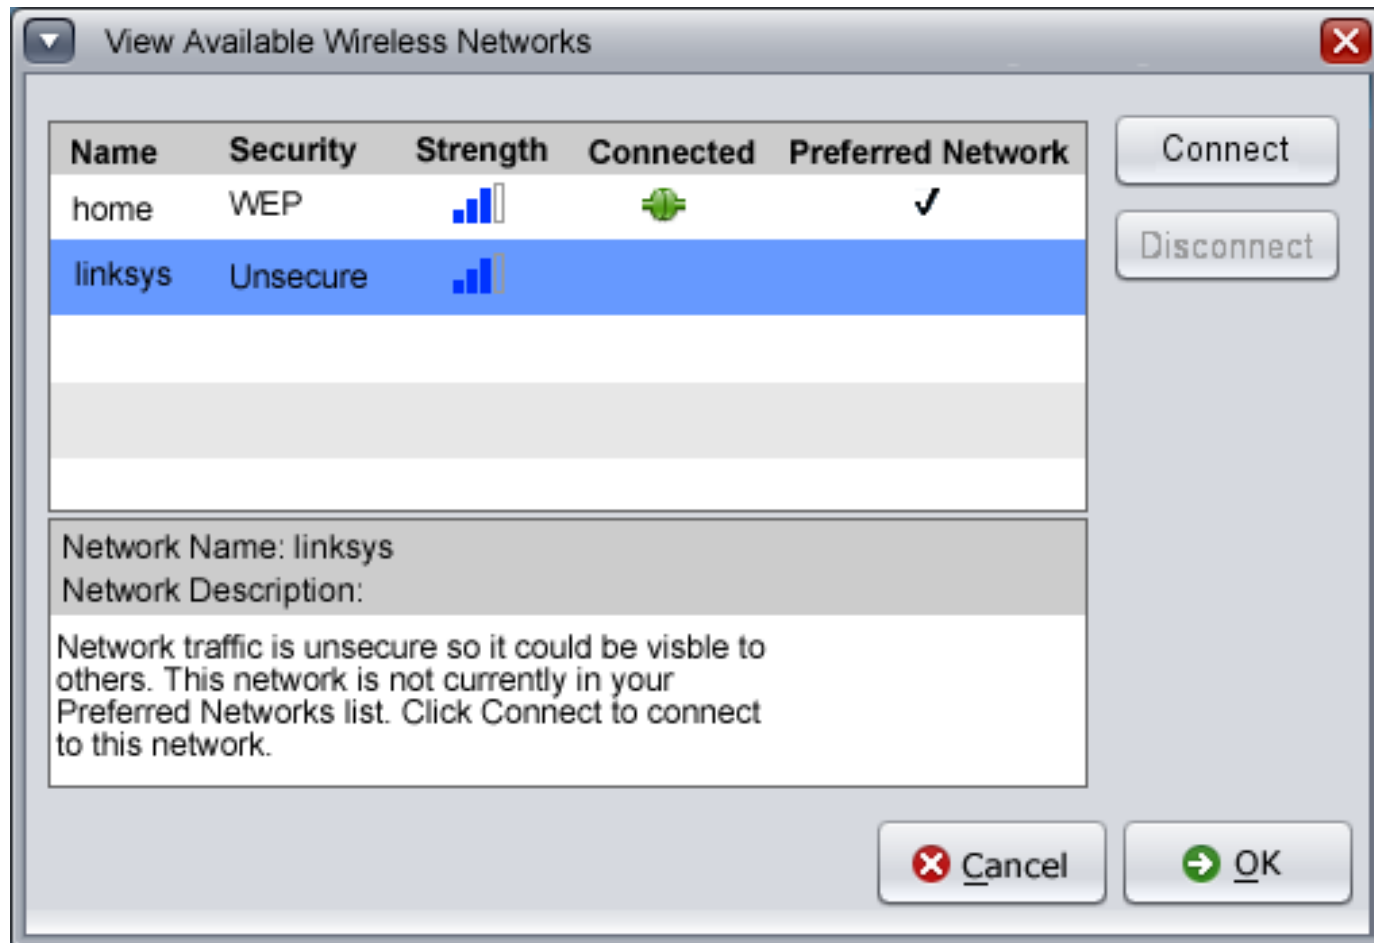 View Available Wireless Networks
Name Security Strength Connected Preferred Network
home WEP
linksys Unsecure
Connect
Disconnect
Network Name: linksys
Network Description:
Network traffic is unsecure so it could be visble to
others. This network is not currently in your
Preferred Networks list. Click Connect to connect
to this network.
Cancel
OK